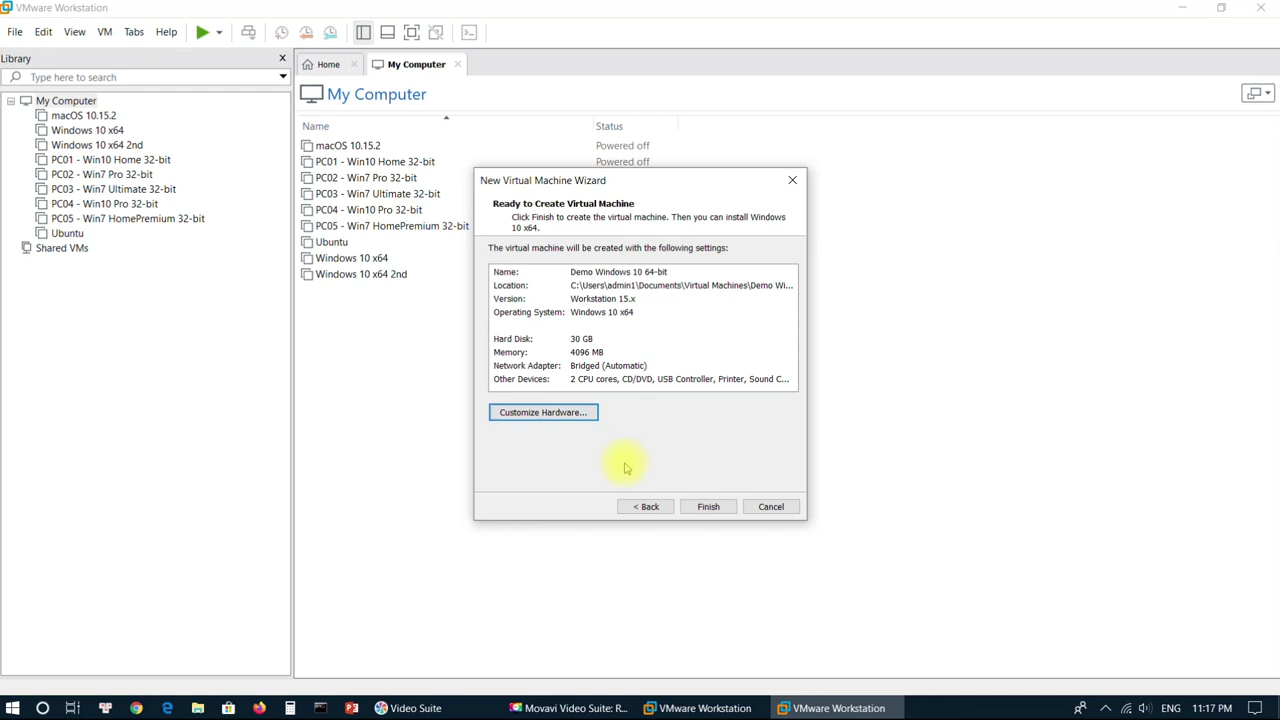 VMware Workstation
File Edit View VM Tabs Help
Library
Type here to search
My Computer
macOS 10.15.2
Windows 10 x64
Windows 10 x64 2nd
PC01 - Win10 Home 32-bit
PC02 - Win7 Pro 32-bit
PC03 - Win7 Ultimate 32-bit
PC04 - Win10 Pro 32-bit
PC05 - Win7 HomePremium 32-bit
Ubuntu
Shared VMs
Home My Computer
My Computer
Name Status
macOS 10.15.2 Powered off
PC01 - Win10 Home 32-bit Powered off
PC02 - Win7 Pro 32-bit
PC03 - Win7 Ultimate 32-bit
PC04 - Win10 Pro 32-bit
PC05 - Win7 HomePremium 32-bit
Ubuntu
Windows 10 x64
Windows 10 x64 2nd
New Virtual Machine Wizard
Ready to Create Virtual Machine
Click Finish to create the virtual machine. Then you can install Windows
10 x64.
The virtual machine will be created with the following settings:
Name: Demo Windows 10 64-bit
Location: C:\Users\admin1\Documents\Virtual Machines\Demo Wi...
Version: Workstation 15.x
Operating System: Windows 10 x64
Hard Disk: 30 GB
Memory: 4096 MB
Network Adapter: Bridged (Automatic)
Other Devices: 2 CPU cores, CD/DVD, USB Controller, Printer, Sound C...
Customize Hardware...
< Back Finish Cancel
Video Suite Movavi Video Suite: R... VMware Workstation VMware Workstation ENG 11:17 PM